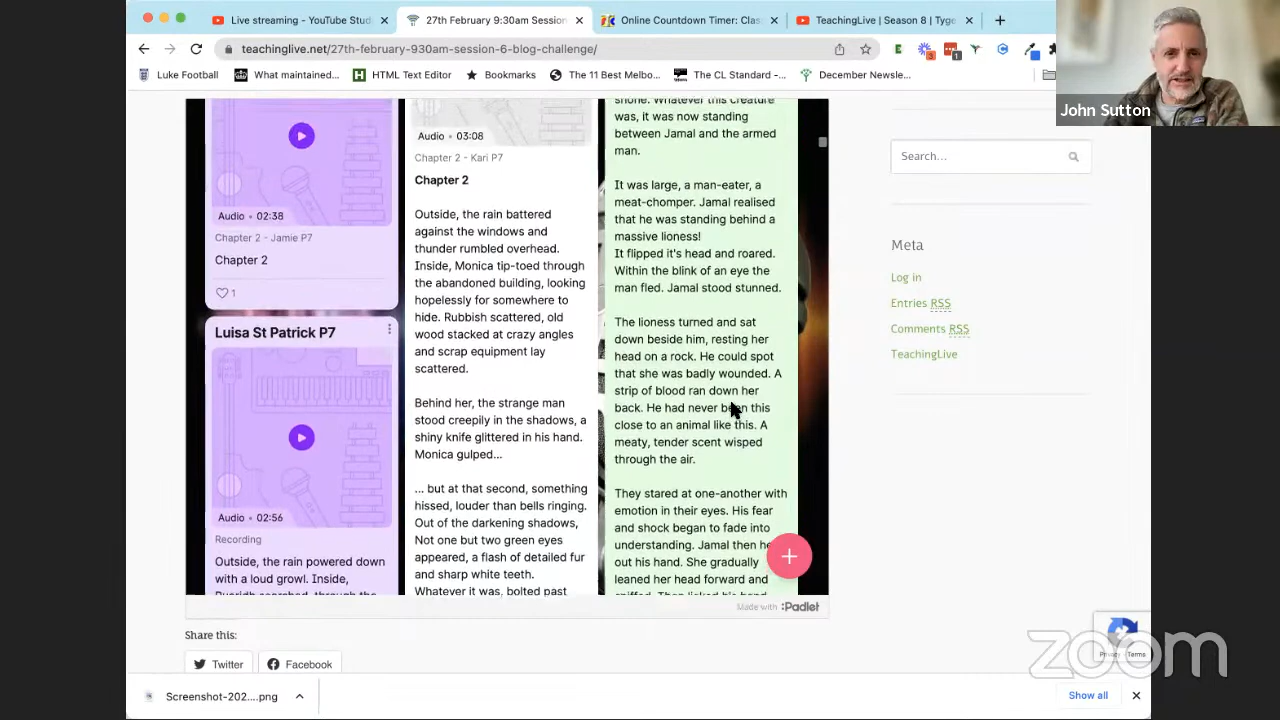 Live streaming - YouTube Stud
27th February 9:30am Session
Online Countdown Timer: Clas
TeachingLive | Season 8 | Tyge
teachinglive.net/27th-february-930am-session-6-blog-challenge/
Luke Football
What maintained...
HTML Text Editor
Bookmarks
The 11 Best Melbo...
The CL Standard -...
December Newsle...
John Sutton
Audio • 02:38
Chapter 2 - Jamie P7
Chapter 2
1
Luisa St Patrick P7
Audio • 02:56
Recording
Outside, the rain powered down
with a loud growl. Inside,
Audio • 03:08
Chapter 2 - Kari P7
Chapter 2
Outside, the rain battered
against the windows and
thunder rumbled overhead.
Inside, Monica tip-toed through
the abandoned building, looking
hopelessly for somewhere to
hide. Rubbish scattered, old
wood stacked at crazy angles
and scrap equipment lay
scattered.
Behind her, the strange man
stood creepily in the shadows, a
shiny knife glittered in his hand.
Monica gulped...
... but at that second, something
hissed, louder than bells ringing.
Out of the darkening shadows,
Not one but two green eyes
appeared, a flash of detailed fur
and sharp white teeth.
Whatever it was, bolted past
shone. Whatever this creature
was, it was now standing
between Jamal and the armed
man.
It was large, a man-eater, a
meat-chomper. Jamal realised
that he was standing behind a
massive lioness!
It flipped it's head and roared.
Within the blink of an eye the
man fled. Jamal stood stunned.
The lioness turned and sat
down beside him, resting her
head on a rock. He could spot
that she was badly wounded. A
strip of blood ran down her
back. He had never been this
close to an animal like this. A
meaty, tender scent wisped
through the air.
They stared at one-another with
emotion in their eyes. His fear
and shock began to fade into
understanding. Jamal then he
out his hand. She gradually
leaned her head forward and
Made with :Padlet
Search...
Meta
Log in
Entries RSS
Comments RSS
TeachingLive
Share this:
Twitter
Facebook
Privacy - Terms
zoom
Screenshot-202....png
Show all